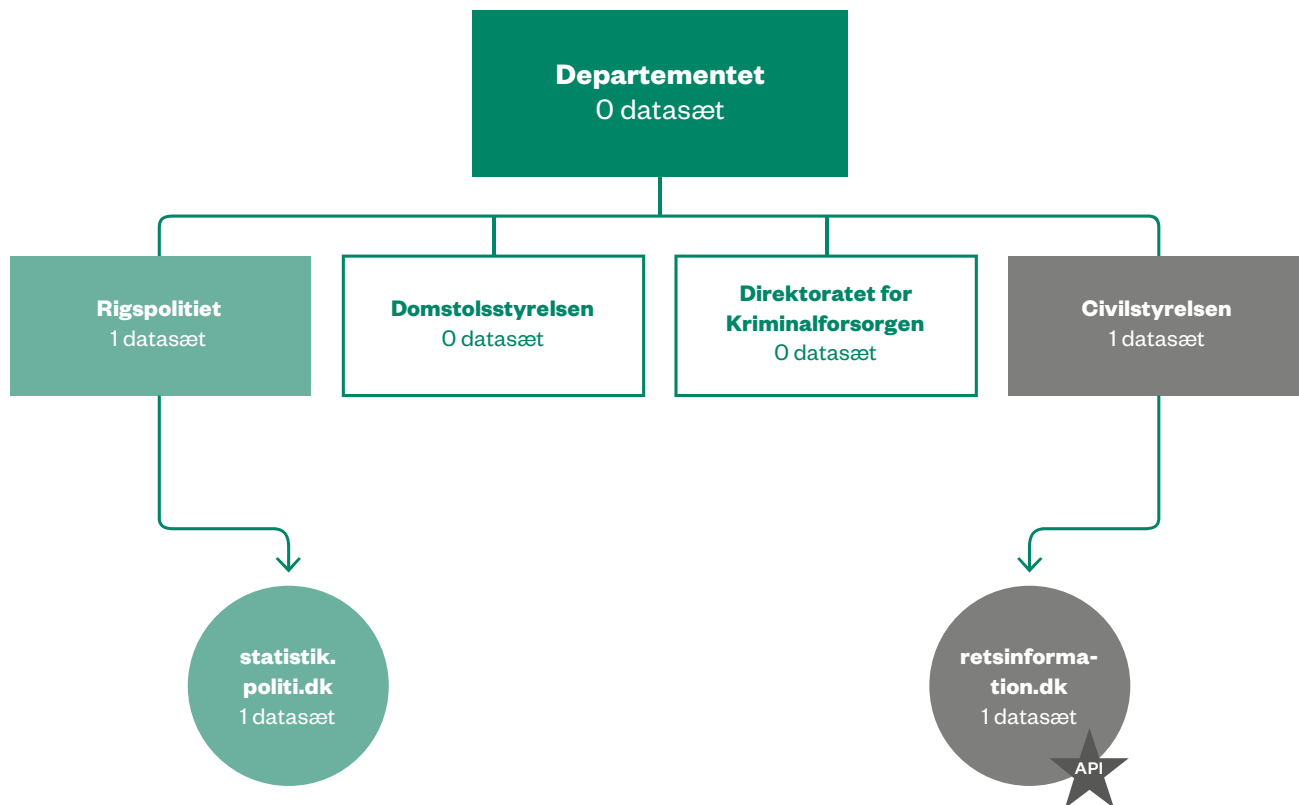 Departementet
0 datasæt
Rigspolitiet
1 datasæt
Domstolsstyrelsen
0 datasæt
Direktoratet for
Kriminalforsorgen
0 datasæt
Civilstyrelsen
1 datasæt
statistik.
politi.dk
1 datasæt
retsinforma-
tion.dk
1 datasæt
API